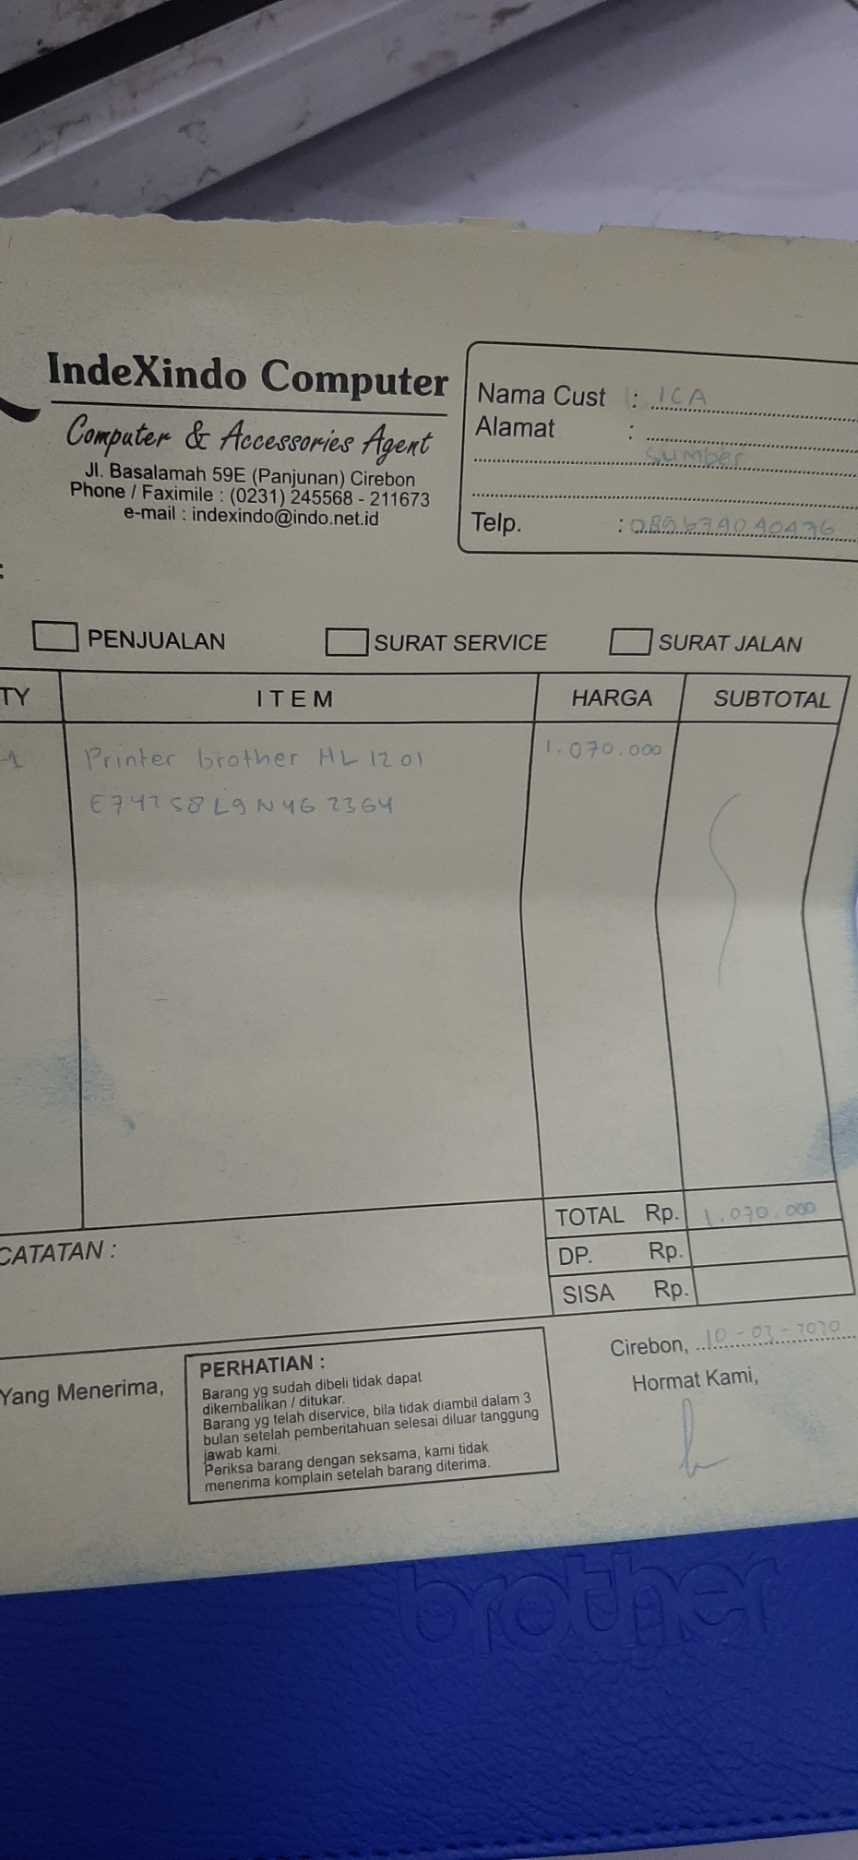 IndeXindo Computer
Computer & Accessories Agent
Jl. Basalamah 59E (Panjunan) Cirebon
Phone / Faximile : (0231) 245568 - 211673
e-mail : indexindo@indo.net.id
Nama Cust : ICA
Alamat :
Sumber
Telp. :
PENJUALAN SURAT SERVICE SURAT JALAN
TY ITEM HARGA SUBTOTAL
1 Printer brother HL 1201 1.070.000
TOTAL Rp. 1.070.000
DP. Rp.
SISA Rp.
CATATAN :
Cirebon, 10-03-2020
Hormat Kami,
Yang Menerima,
PERHATIAN :
Barang yg sudah dibeli tidak dapat
dikembalikan / ditukar.
Barang yg telah diservice, bila tidak diambil dalam 3
bulan setelah pemberitahuan selesai diluar tanggung
jawab kami.
Periksa barang dengan seksama, kami tidak
menerima komplain setelah barang diterima.
brother